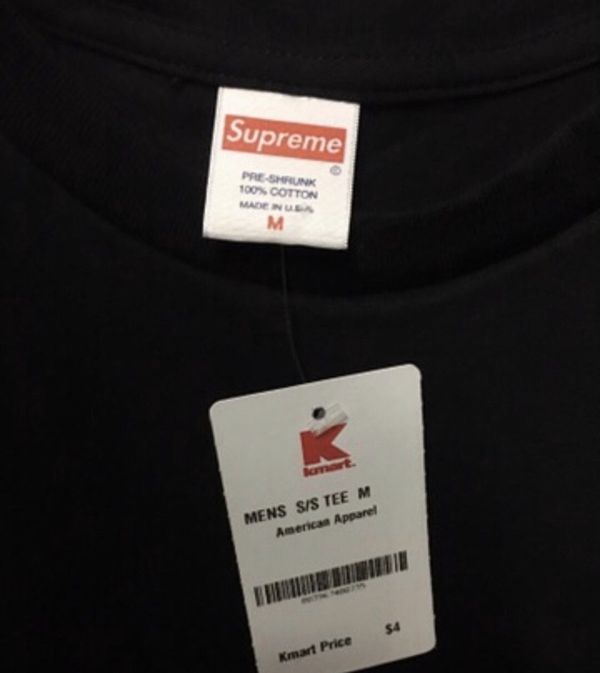 Supreme
©
PRE-SHRUNK
100% COTTON
MADE IN U.S.A.
M
K
kmart.
MENS S/S TEE M
American Apparel
Kmart Price $4